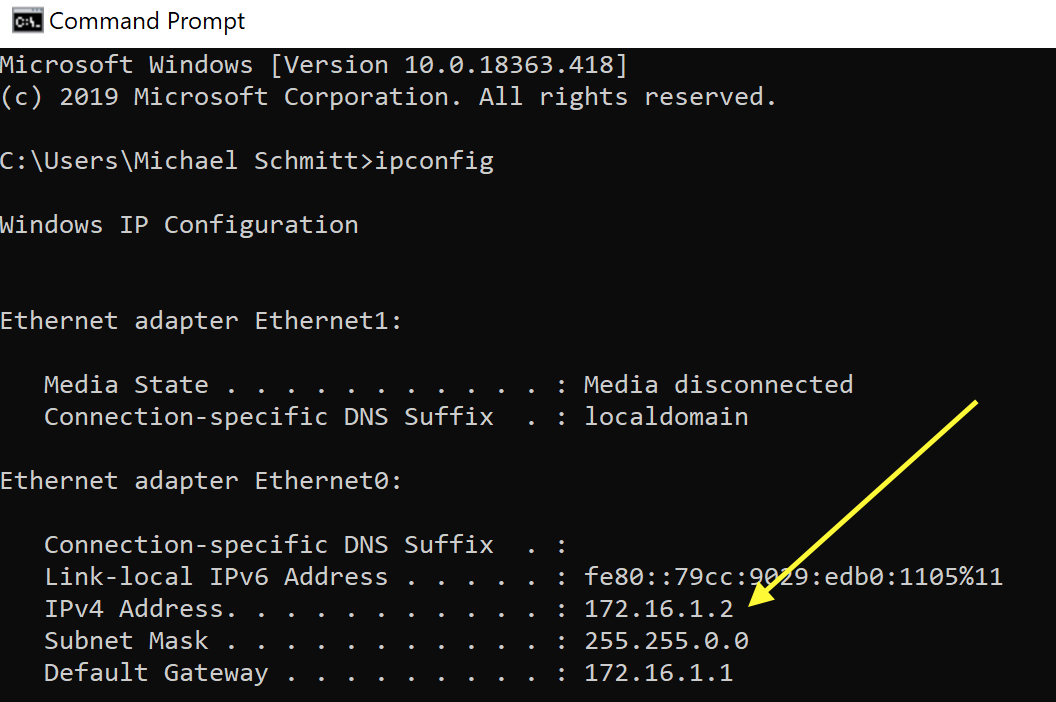 Command Prompt
Microsoft Windows [Version 10.0.18363.418]
(c) 2019 Microsoft Corporation. All rights reserved.
C:\Users\Michael Schmitt>ipconfig
Windows IP Configuration
Ethernet adapter Ethernet1:
Media State . . . . . . . . . . . : Media disconnected
Connection-specific DNS Suffix  . : localdomain
Ethernet adapter Ethernet0:
Connection-specific DNS Suffix  . :
Link-local IPv6 Address . . . . . : fe80::79cc:9029:edb0:1105%11
IPv4 Address. . . . . . . . . . . : 172.16.1.2
Subnet Mask . . . . . . . . . . . : 255.255.0.0
Default Gateway . . . . . . . . . : 172.16.1.1